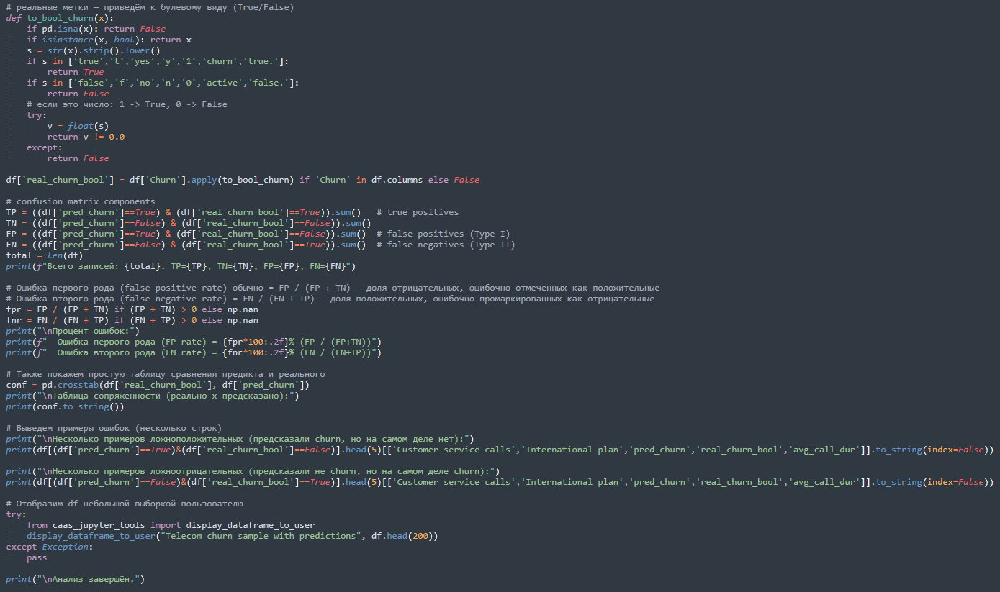 # реальные метки — приведём к булевому виду (True/False)
def to_bool_churn(x):
    if pd.isna(x): return False
    if isinstance(x, bool): return x
    s = str(x).strip().lower()
    if s in ['true','t','yes','y','1','churn','true.']:
        return True
    if s in ['false','f','no','n','0','active','false.']:
        return False
    # если это число: 1 -> True, 0 -> False
    try:
        v = float(s)
        return v != 0.0
    except:
        return False

df['real_churn_bool'] = df['Churn'].apply(to_bool_churn) if 'Churn' in df.columns else False

# confusion matrix components
TP = ((df['pred_churn']==True) & (df['real_churn_bool']==True)).sum()   # true positives
TN = ((df['pred_churn']==False) & (df['real_churn_bool']==False)).sum()
FP = ((df['pred_churn']==True) & (df['real_churn_bool']==False)).sum()  # false positives (Type I)
FN = ((df['pred_churn']==False) & (df['real_churn_bool']==True)).sum()  # false negatives (Type II)
total = len(df)
print(f"Всего записей: {total}. TP={TP}, TN={TN}, FP={FP}, FN={FN}")

# Ошибка первого рода (false positive rate) обычно = FP / (FP + TN) — доля отрицательных, ошибочно отмеченных как положительные
# Ошибка второго рода (false negative rate) = FN / (FN + TP) — доля положительных, ошибочно промаркированных как отрицательные
fpr = FP / (FP + TN) if (FP + TN) > 0 else np.nan
fnr = FN / (FN + TP) if (FN + TP) > 0 else np.nan
print("\nПроцент ошибок:")
print(f"  Ошибка первого рода (FP rate) = {fpr*100:.2f}% (FP / (FP+TN))")
print(f"  Ошибка второго рода (FN rate) = {fnr*100:.2f}% (FN / (FN+TP))")

# Также покажем простую таблицу сравнения предикта и реального
conf = pd.crosstab(df['real_churn_bool'], df['pred_churn'])
print("\nТаблица сопряженности (реально x предсказано):")
print(conf.to_string())

# Выведем примеры ошибок (несколько строк)
print("\nНесколько примеров ложноположительных (предсказали churn, но на самом деле нет):")
print(df[(df['pred_churn']==True)&(df['real_churn_bool']==False)].head(5)[['Customer service calls','International plan','pred_churn','real_churn_bool','avg_call_dur']].to_string(index=False))

print("\nНесколько примеров ложноотрицательных (предсказали не churn, но на самом деле churn):")
print(df[(df['pred_churn']==False)&(df['real_churn_bool']==True)].head(5)[['Customer service calls','International plan','pred_churn','real_churn_bool','avg_call_dur']].to_string(index=False))

# Отобразим df небольшой выборкой пользователю
try:
    from caas_jupyter_tools import display_dataframe_to_user
    display_dataframe_to_user("Telecom churn sample with predictions", df.head(200))
except Exception:
    pass

print("\nАнализ завершён.")